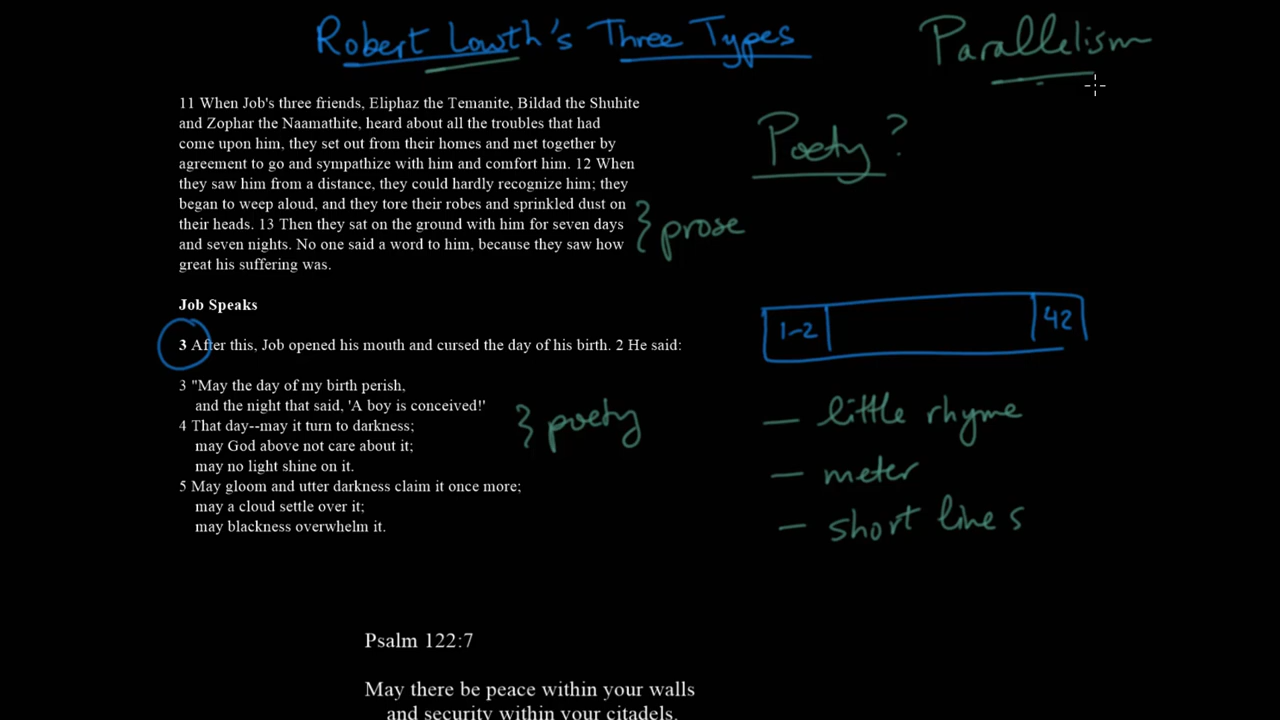 Robert Lowth's Three Types
Parallelism
11 When Job's three friends, Eliphaz the Temanite, Bildad the Shuhite
and Zophar the Naamathite, heard about all the troubles that had
come upon him, they set out from their homes and met together by
agreement to go and sympathize with him and comfort him. 12 When
they saw him from a distance, they could hardly recognize him; they
began to weep aloud, and they tore their robes and sprinkled dust on
their heads. 13 Then they sat on the ground with him for seven days
and seven nights. No one said a word to him, because they saw how
great his suffering was.
} prose
Poety?
Job Speaks
3 After this, Job opened his mouth and cursed the day of his birth. 2 He said:
3 "May the day of my birth perish,
and the night that said, 'A boy is conceived!'
4 That day--may it turn to darkness;
may God above not care about it;
may no light shine on it.
5 May gloom and utter darkness claim it once more;
may a cloud settle over it;
may blackness overwhelm it.
} poety
1-2
42
- little rhyme
- meter
- short lines
Psalm 122:7
May there be peace within your walls
and security within your citadels.